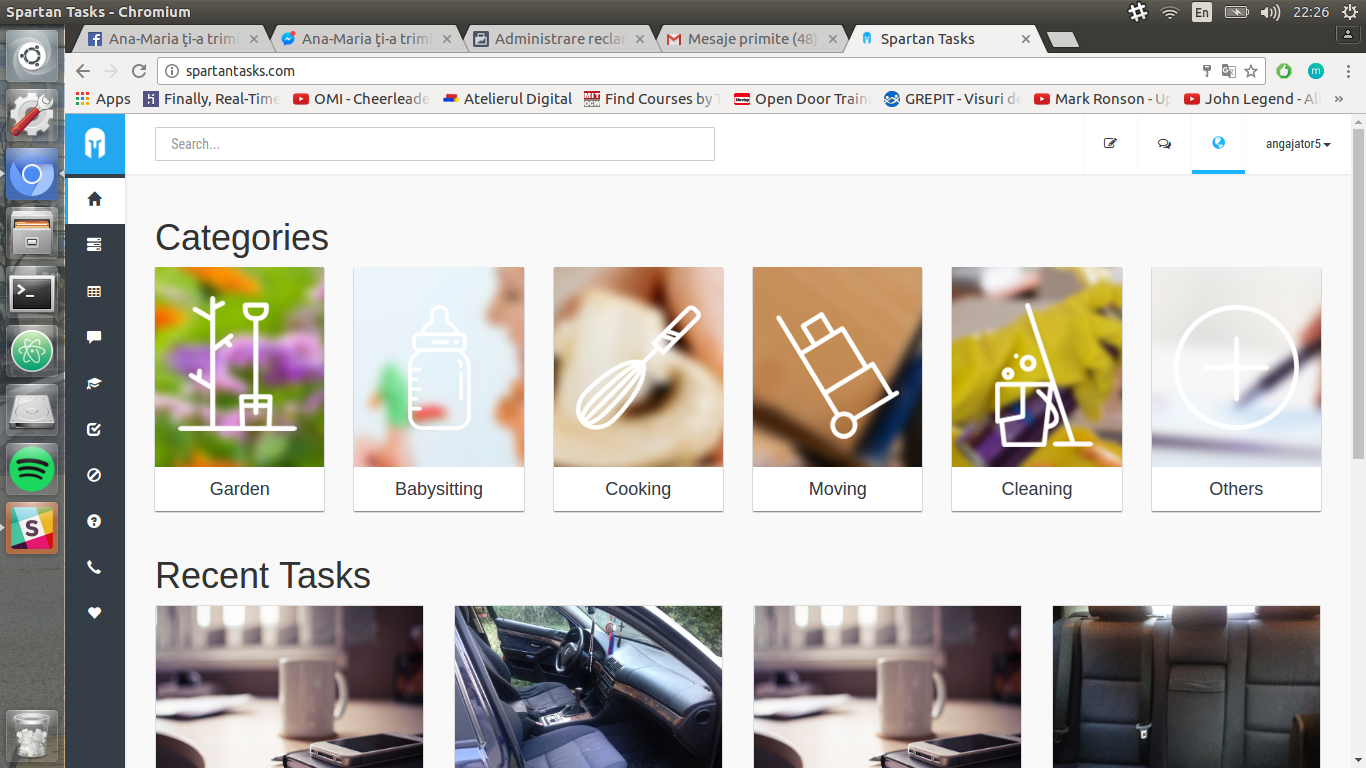 Spartan Tasks - Chromium
En
22:26
Ana-Maria ţi-a trimi
Ana-Maria ţi-a trimi
Administrare reclan
Mesaje primite (48)
Spartan Tasks
spartantasks.com
m
Apps
Finally, Real-Time
OMI - Cheerleade
Atelierul Digital
Find Courses by T
Open Door Traini
GREPIT - Visuri de
Mark Ronson - Up
John Legend - All
»
Search...
angajator5
Categories
Garden
Babysitting
Cooking
Moving
Cleaning
Others
Recent Tasks